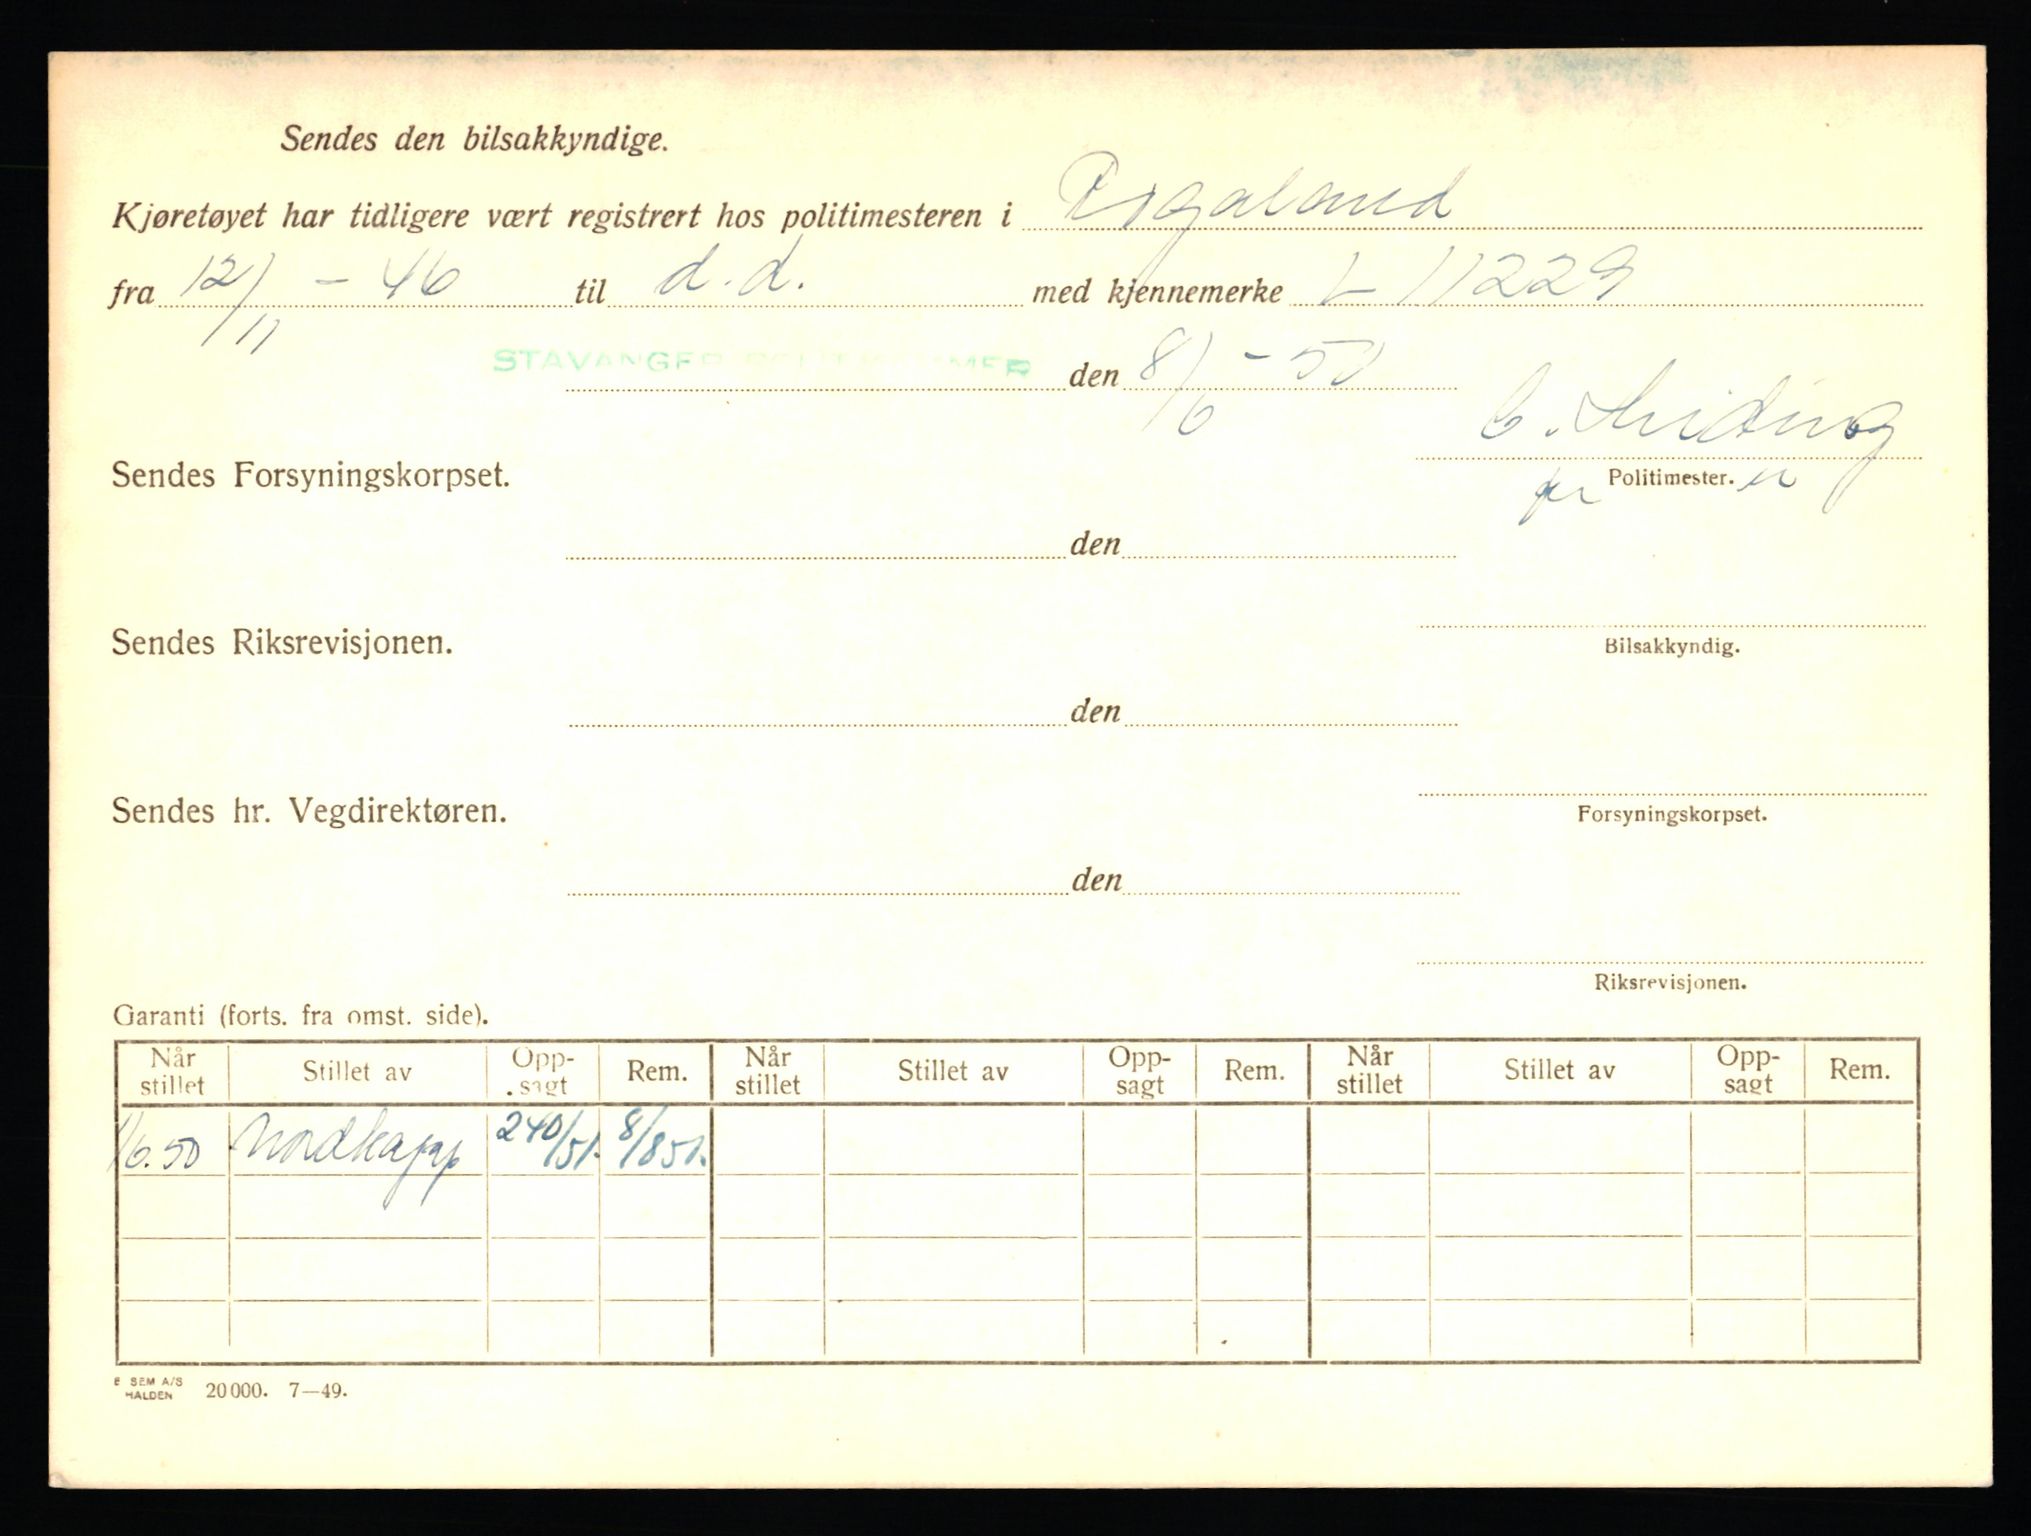 Sendes den bilsakkyndige.
Kjøretøyet har tidligere vært registrert hos politimesteren i Rogaland
fra 12/11 - 46 til d.d. med kjennemerke L 11229
STAVANGER POLITIKAMMER den 8/6 - 50
Sendes Forsyningskorpset. Politimester.
den
Sendes Riksrevisjonen. Bilsakkyndig.
den
Sendes hr. Vegdirektøren. Forsyningskorpset.
den
Riksrevisjonen.
Garanti (forts. fra omst. side).
Når stillet Stillet av Opp-sagt Rem. Når stillet Stillet av Opp-sagt Rem. Når stillet Stillet av Opp-sagt Rem.
1/6.50 Nordkapp 240/51. 8/851.
E SEM A/S
HALDEN 20000. 7—49.